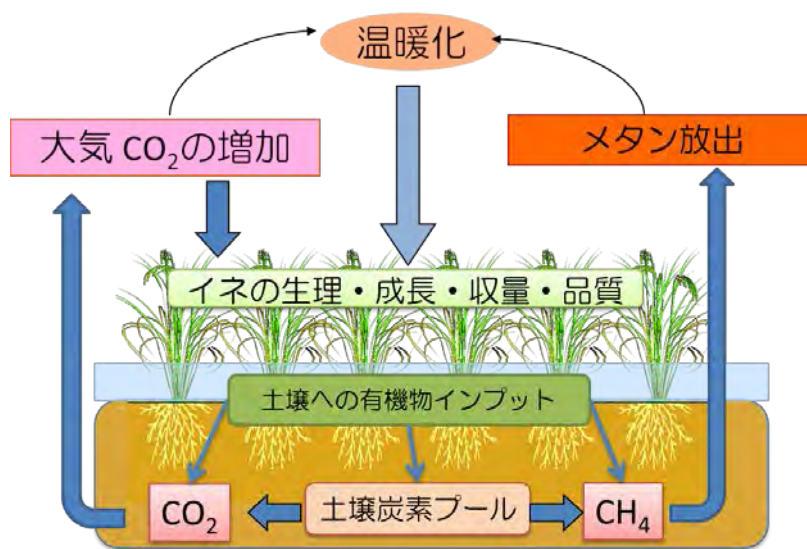 温暖化
大気 CO₂の増加
メタン放出
イネの生理・成長・収量・品質
土壌への有機物インプット
CO₂
土壌炭素プール
CH₄